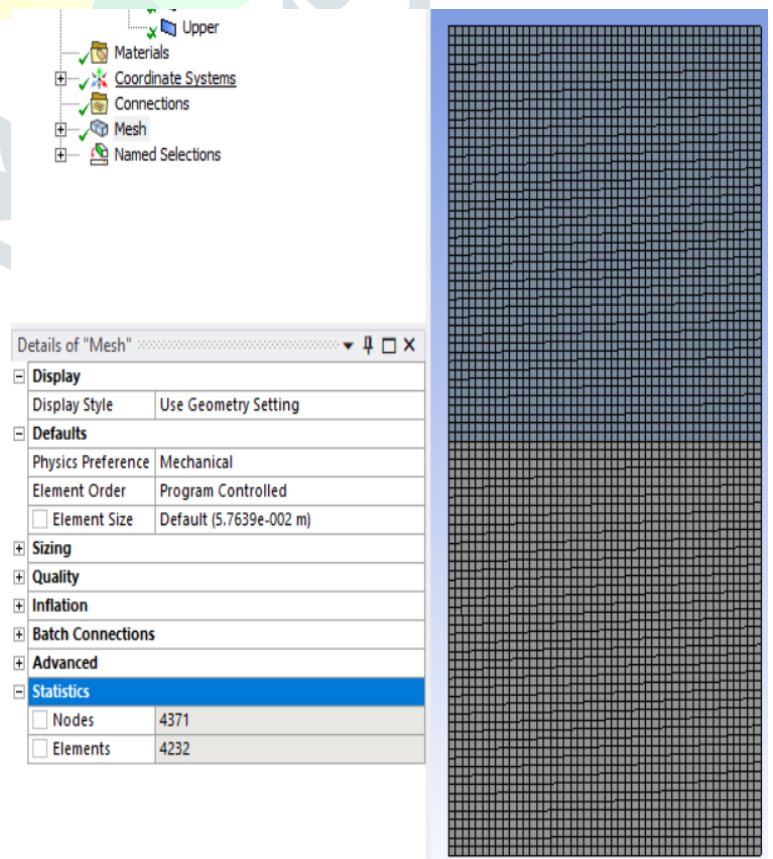 Upper
Materials
Coordinate Systems
Connections
Mesh
Named Selections
Details of "Mesh"
Display
Display Style Use Geometry Setting
Defaults
Physics Preference Mechanical
Element Order Program Controlled
Element Size Default (5.7639e-002 m)
Sizing
Quality
Inflation
Batch Connections
Advanced
Statistics
Nodes 4371
Elements 4232